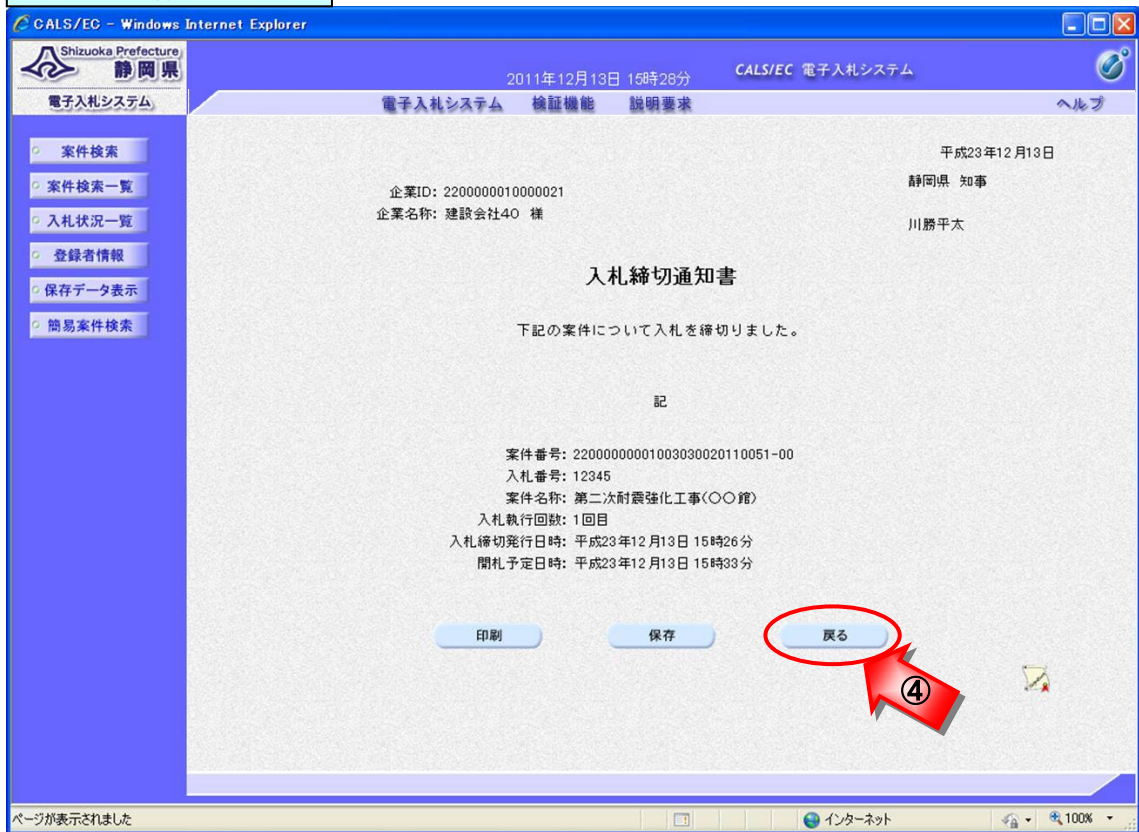 CALS/EC - Windows Internet Explorer
Shizuoka Prefecture
静岡県
2011年12月13日 15時28分
CALS/EC 電子入札システム
電子入札システム
電子入札システム 検証機能 説明要求 ヘルプ
案件検索
案件検索一覧
入札状況一覧
登録者情報
保存データ表示
簡易案件検索
平成23年12月13日
静岡県 知事
企業ID: 2200000010000021
企業名称: 建設会社40 様
川勝平太
入札締切通知書
下記の案件について入札を締切りました。
記
案件番号: 22000000001003030020110051-00
入札番号: 12345
案件名称: 第二次耐震強化工事(〇〇館)
入札執行回数: 1回目
入札締切発行日時: 平成23年12月13日 15時26分
開札予定日時: 平成23年12月13日 15時33分
印刷 保存 戻る
④
ページが表示されました インターネット 100%